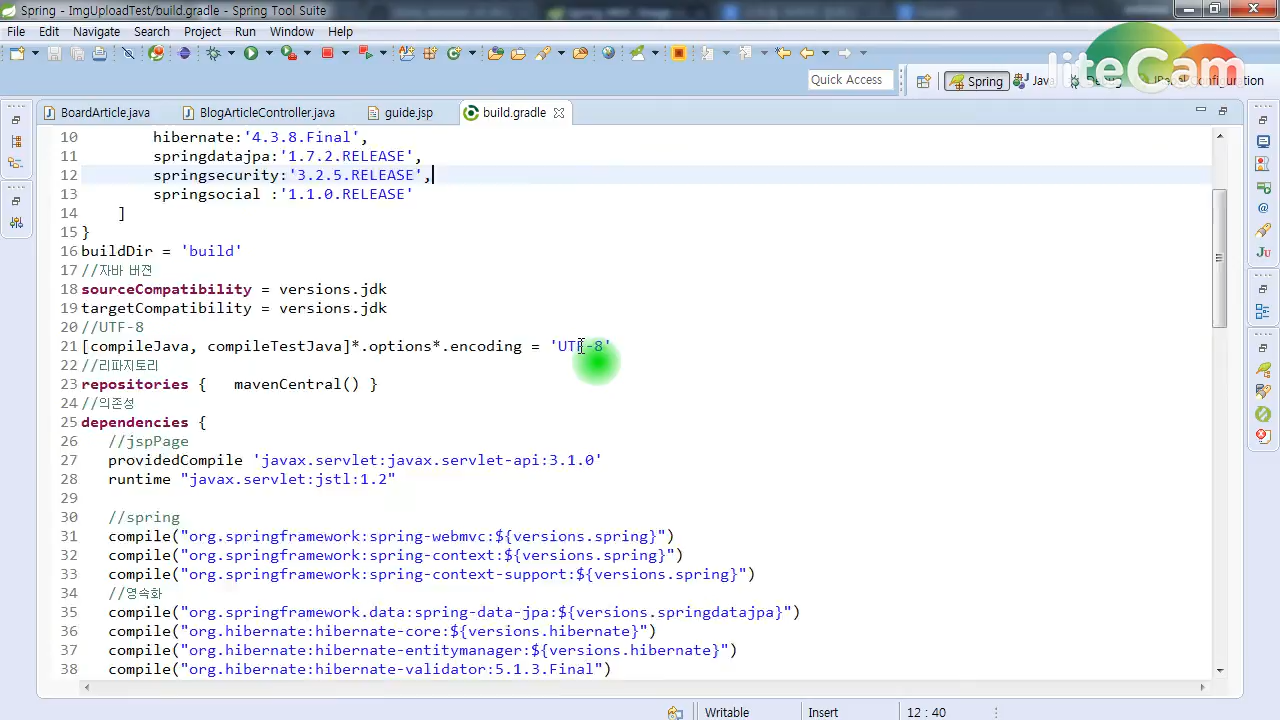 Spring - ImgUploadTest/build.gradle - Spring Tool Suite
File Edit Navigate Search Project Run Window Help
Quick Access
Spring
Java
Debug
liteCam
BoardArticle.java
BlogArticleController.java
guide.jsp
build.gradle
10 hibernate:'4.3.8.Final',
11 springdatajpa:'1.7.2.RELEASE',
12 springsecurity:'3.2.5.RELEASE',
13 springsocial :'1.1.0.RELEASE'
14 ]
15 }
16 buildDir = 'build'
17 //자바 버젼
18 sourceCompatibility = versions.jdk
19 targetCompatibility = versions.jdk
20 //UTF-8
21 [compileJava, compileTestJava]*.options*.encoding = 'UTF-8'
22 //리파지토리
23 repositories { mavenCentral() }
24 //의존성
25 dependencies {
26 //jspPage
27 providedCompile 'javax.servlet:javax.servlet-api:3.1.0'
28 runtime "javax.servlet:jstl:1.2"
29
30 //spring
31 compile("org.springframework:spring-webmvc:${versions.spring}")
32 compile("org.springframework:spring-context:${versions.spring}")
33 compile("org.springframework:spring-context-support:${versions.spring}")
34 //영속화
35 compile("org.springframework.data:spring-data-jpa:${versions.springdatajpa}")
36 compile("org.hibernate:hibernate-core:${versions.hibernate}")
37 compile("org.hibernate:hibernate-entitymanager:${versions.hibernate}")
38 compile("org.hibernate:hibernate-validator:5.1.3.Final")
Writable
Insert
12 : 40